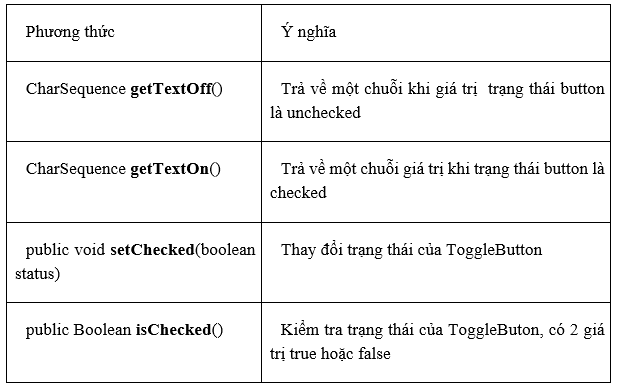 Phương thức
Ý nghĩa
CharSequence getTextOff()
Trả về một chuỗi khi giá trị trạng thái button
là unchecked
CharSequence getTextOn()
Trả về một chuỗi giá trị khi trạng thái button là
checked
public void setChecked(boolean
status)
Thay đổi trạng thái của ToggleButton
public Boolean isChecked()
Kiểm tra trạng thái của ToggleButon, có 2 giá
trị true hoặc false